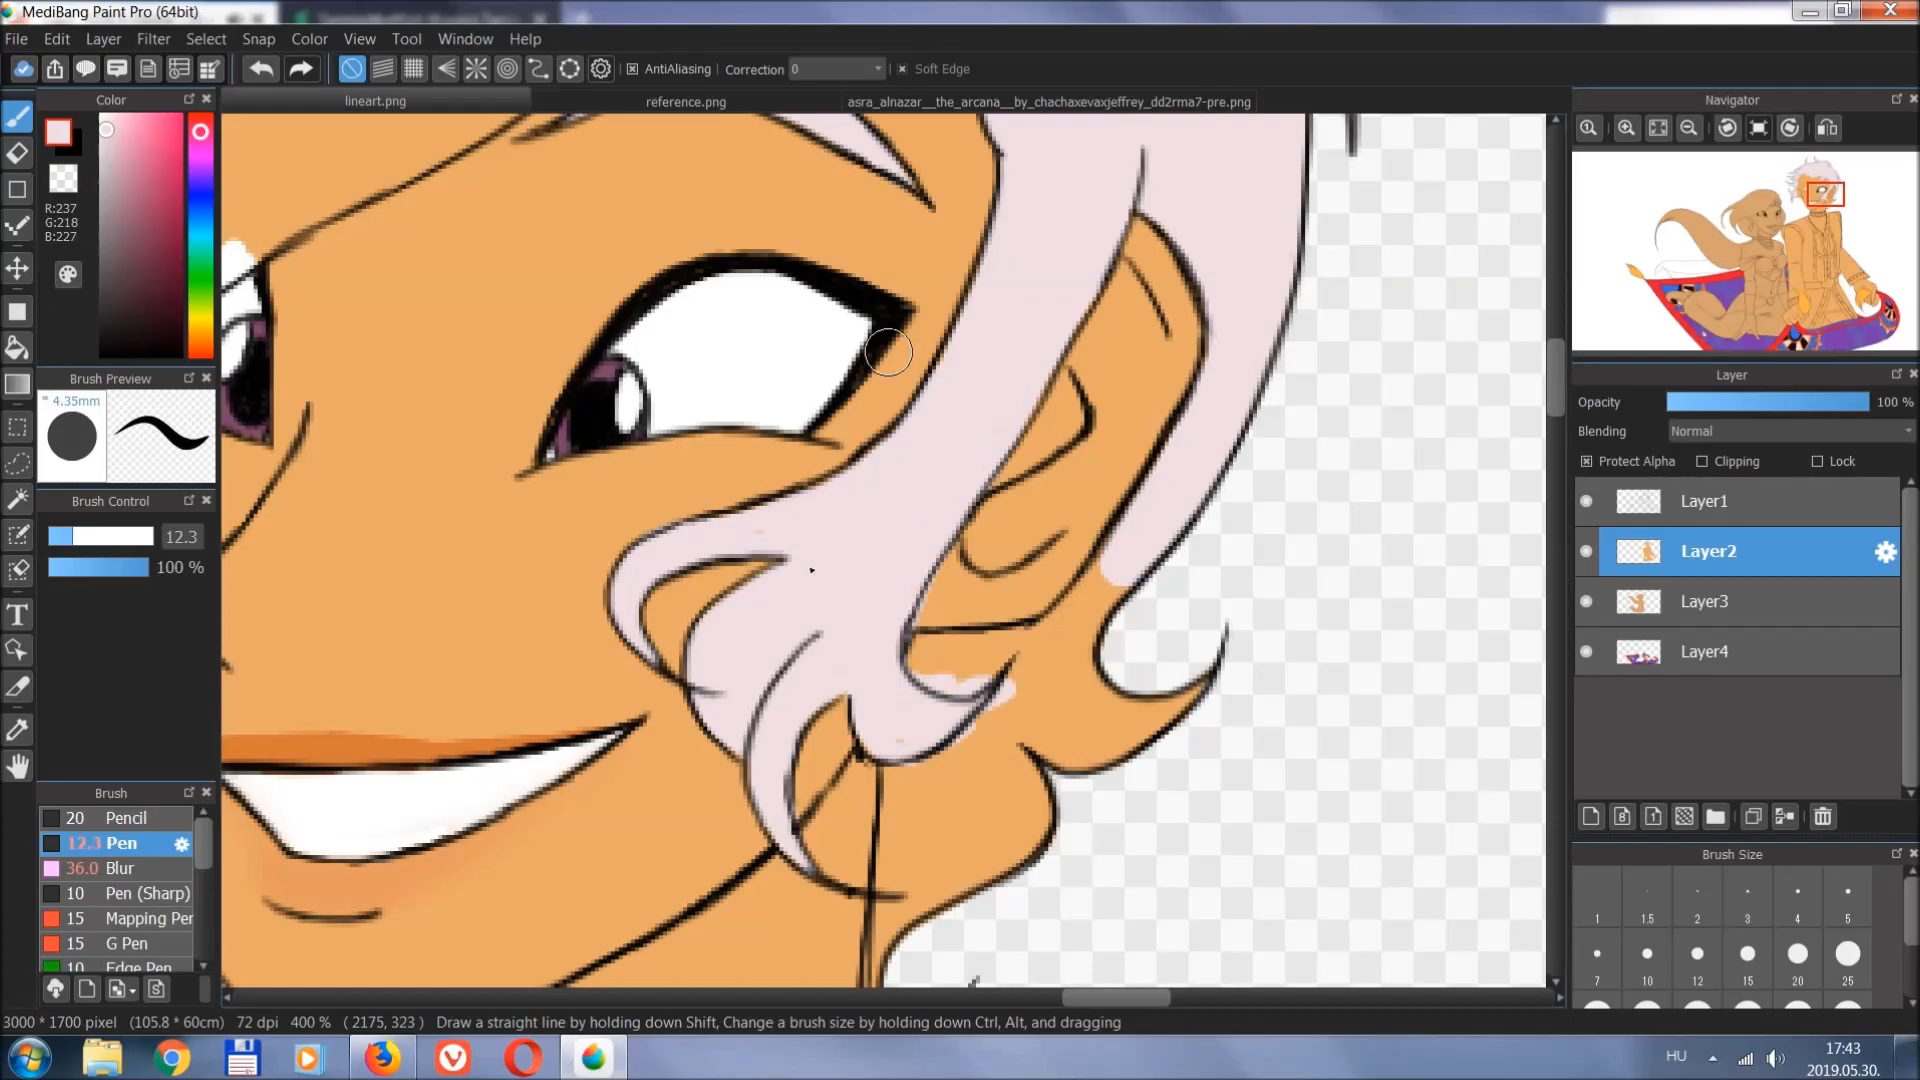 MediBang Paint Pro (64bit)
File Edit Layer Filter Select Snap Color View Tool Window Help
AntiAliasing Correction 0 Soft Edge
Color
lineart.png reference.png asra_alnazar__the_arcana__by_chachaxevaxjeffrey_dd2rma7-pre.png
Navigator
R:237
G:218
B:227
Brush Preview
* 4.35mm
Layer
Opacity 100 %
Blending Normal
Protect Alpha Clipping Lock
Brush Control
12.3
100 %
Layer1
Layer2
Layer3
Layer4
Brush
20 Pencil
12.3 Pen
36.0 Blur
10 Pen (Sharp)
15 Mapping Pen
15 G Pen
10 Edge Pen
Brush Size
1 1.5 2 3 4 5
7 10 12 15 20 25
3000 * 1700 pixel (105.8 * 60cm) 72 dpi 400 % ( 2175, 323 ) Draw a straight line by holding down Shift, Change a brush size by holding down Ctrl, Alt, and dragging
HU
17:43
2019.05.30.